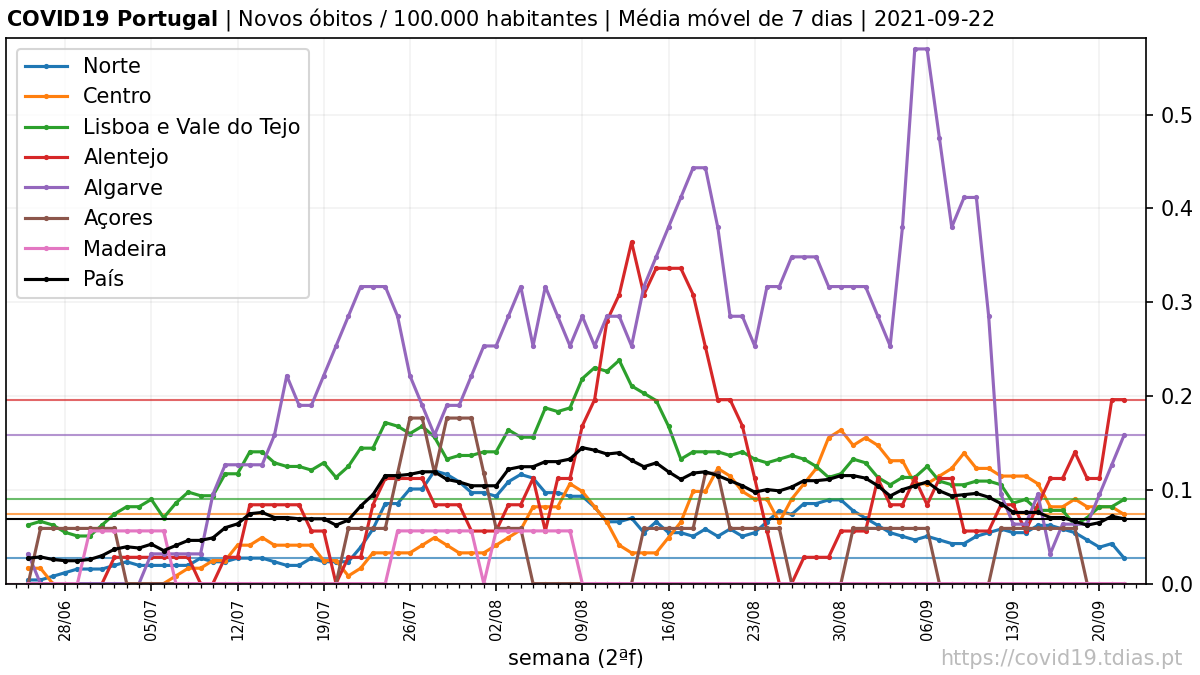 COVID19 Portugal | Novos óbitos / 100.000 habitantes | Média móvel de 7 dias | 2021-09-22
Norte
Centro
Lisboa e Vale do Tejo
Alentejo
Algarve
Açores
Madeira
País
0.5
0.4
0.3
0.2
0.1
0.0
28/06
05/07
12/07
19/07
26/07
02/08
09/08
16/08
23/08
30/08
06/09
13/09
20/09
semana (2ªf)
https://covid19.tdias.pt